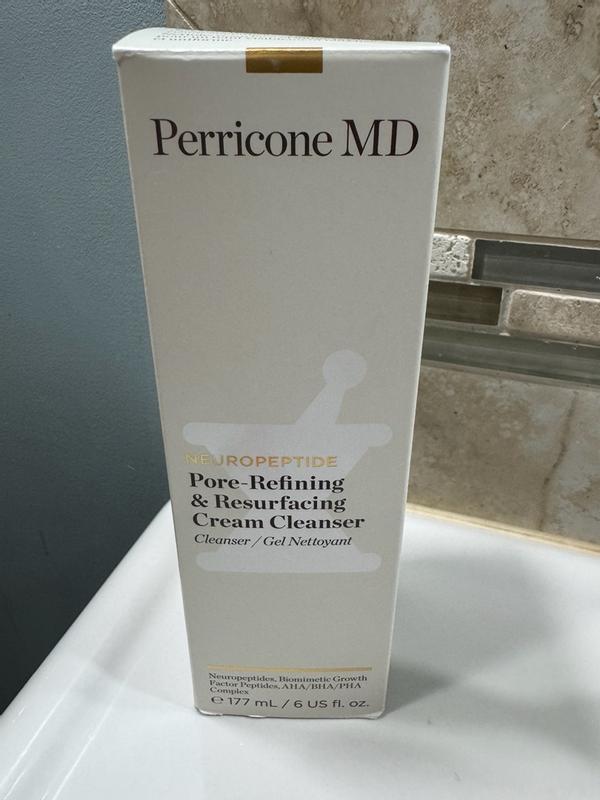 Perricone MD
NEUROPEPTIDE
Pore-Refining
& Resurfacing
Cream Cleanser
Cleanser / Gel Nettoyant
Neuropeptides, Biomimetic Growth
Factor Peptides, AHA/BHA/PHA
Complex
℮ 177 mL / 6 US fl. oz.